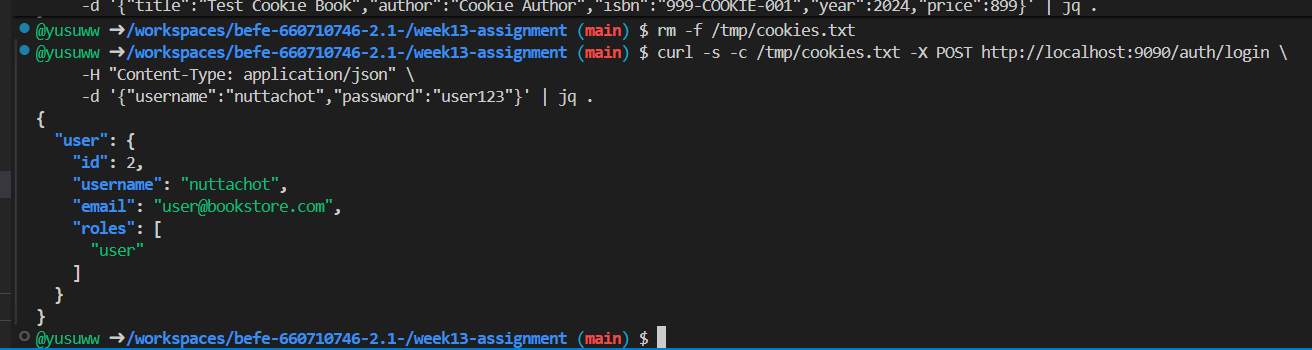 -d '{"title":"Test Cookie Book","author":"Cookie Author","isbn":"999-COOKIE-001","year":2024,"price":899}' | jq .
@yusuww ➜/workspaces/befe-660710746-2.1-/week13-assignment (main) $ rm -f /tmp/cookies.txt
@yusuww ➜/workspaces/befe-660710746-2.1-/week13-assignment (main) $ curl -s -c /tmp/cookies.txt -X POST http://localhost:9090/auth/login \
-H "Content-Type: application/json" \
-d '{"username":"nuttachot","password":"user123"}' | jq .
{
"user": {
"id": 2,
"username": "nuttachot",
"email": "user@bookstore.com",
"roles": [
"user"
]
}
}
@yusuww ➜/workspaces/befe-660710746-2.1-/week13-assignment (main) $